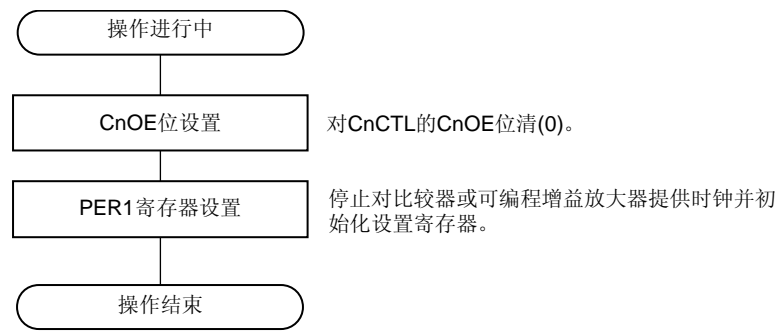 操作进行中
CnOE位设置
对CnCTL的CnOE位清(0)。
PER1寄存器设置
停止对比较器或可编程增益放大器提供时钟并初
始化设置寄存器。
操作结束